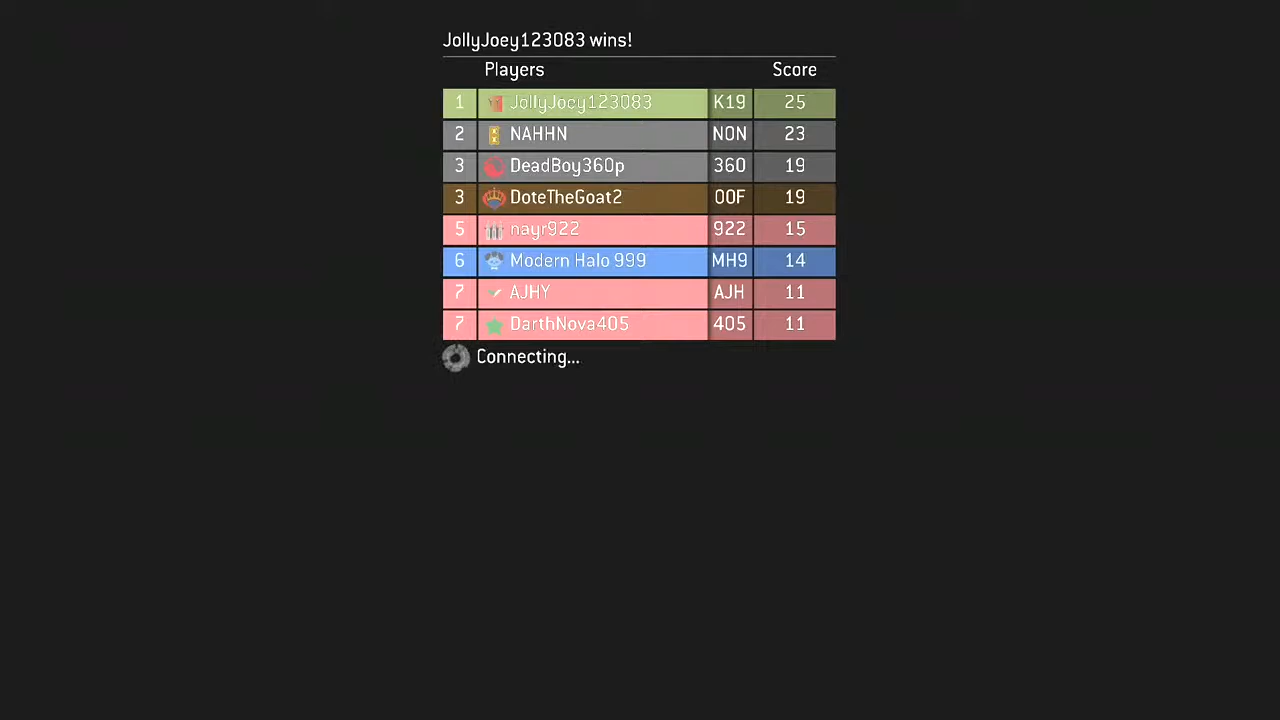 JollyJoey123083 wins!
Players Score
1 JollyJoey123083 K19 25
2 NAHHN NON 23
3 DeadBoy360p 360 19
3 DoteTheGoat2 OOF 19
5 nayr922 922 15
6 Modern Halo 999 MH9 14
7 AJHY AJH 11
7 DarthNova405 405 11
Connecting...